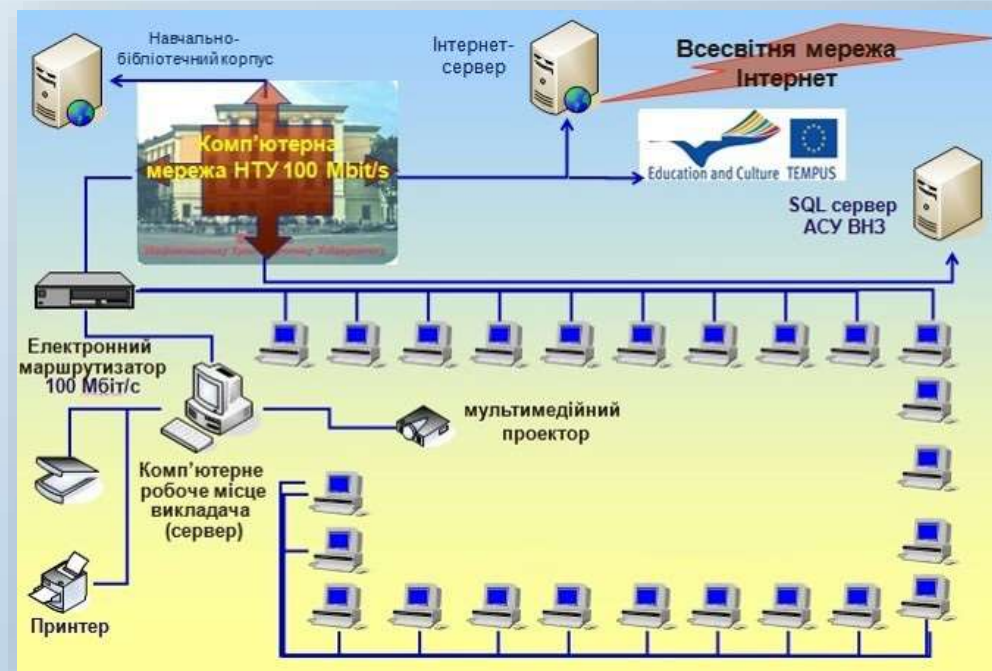 Навчально-
бібліотечний корпус
Інтернет-
сервер
Всесвітня мережа
Інтернет
Комп’ютерна
мережа НТУ 100 Mbit/s
Education and Culture TEMPUS
SQL сервер
АСУ ВНЗ
Електронний
маршрутизатор
100 Мбіт/с
мультимедійний
проектор
Комп’ютерне
робоче місце
викладача
(сервер)
Принтер